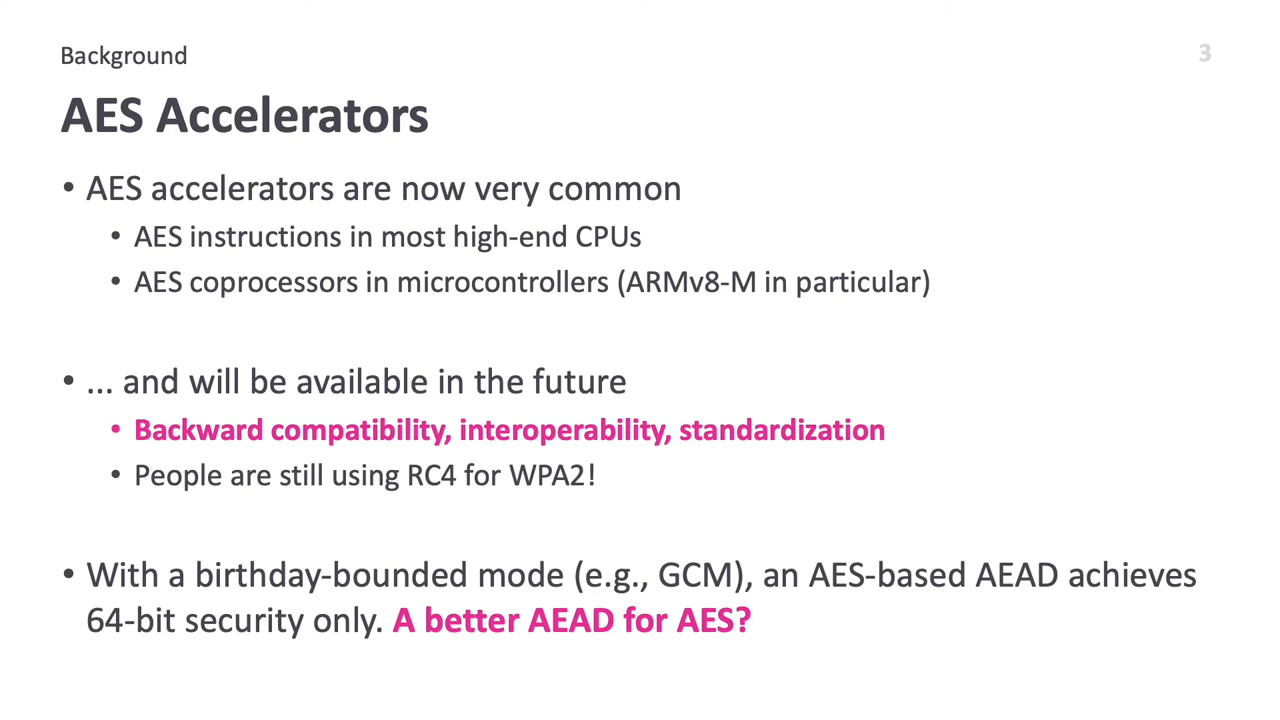 Background
3
AES Accelerators
• AES accelerators are now very common
• AES instructions in most high-end CPUs
• AES coprocessors in microcontrollers (ARMv8-M in particular)
• ... and will be available in the future
• Backward compatibility, interoperability, standardization
• People are still using RC4 for WPA2!
• With a birthday-bounded mode (e.g., GCM), an AES-based AEAD achieves
64-bit security only. A better AEAD for AES?